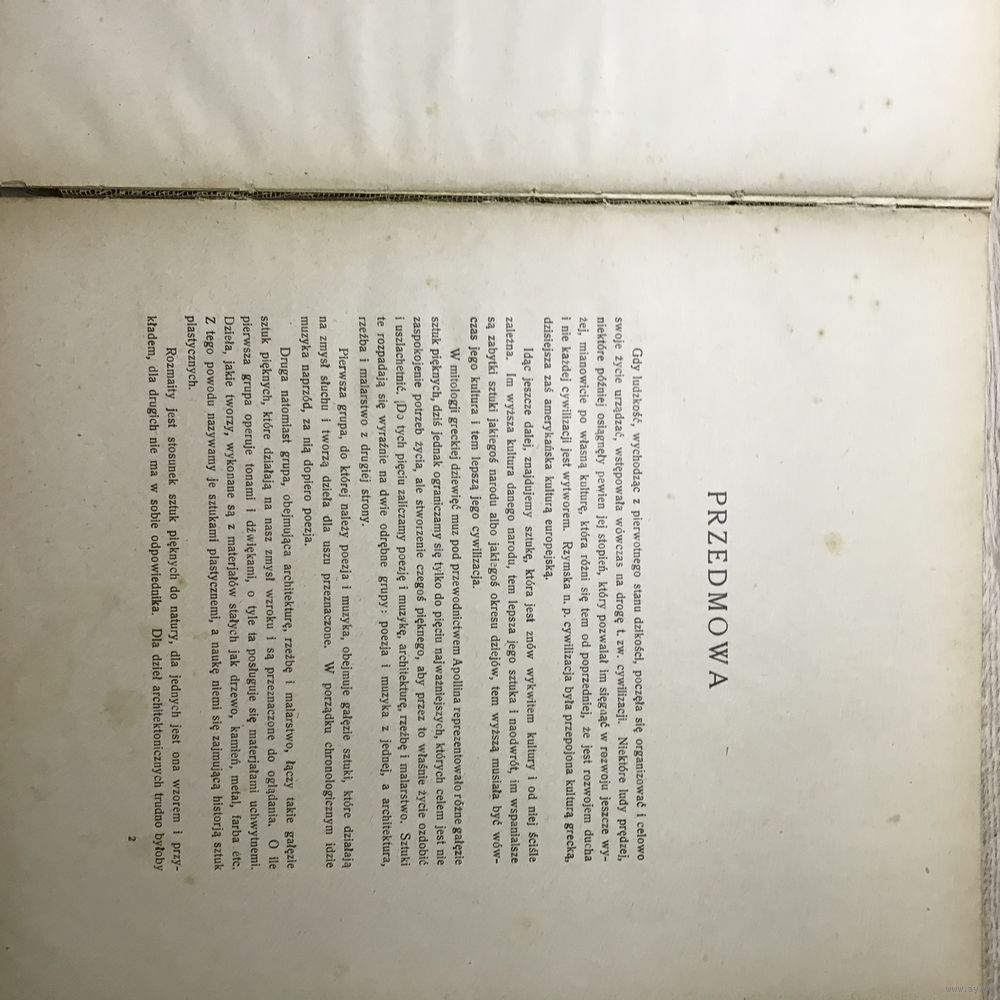 PRZEDMOWA
Gdy ludzkość, wychodząc z pierwotnego stanu dzikości, poczęła się organizować i celowo
swoje życie urządzać, wstępowała wówczas na drogę t. zw. cywilizacji. Niektóre ludy prędzej,
niektóre później osiągnęły pewien jej stopień, który pozwalał im sięgnąć w rozwoju jeszcze wy-
żej, mianowicie po własną kulturę, która różni się tem od poprzedniej, że jest rozwojem ducha
i nie każdej cywilizacji jest wytworem. Rzymska n. p. cywilizacja była przepojona kulturą grecką,
dzisiejsza zaś amerykańska kulturą europejską.
Idąc jeszcze dalej, znajdujemy sztukę, która jest znów wykwitem kultury i od niej ściśle
zależna. Im wyższa kultura danego narodu, tem lepsza jego sztuka i naodwrót, im wspanialsze
są zabytki sztuki jakiegoś narodu albo jakiegoś okresu dziejów, tem wyższą musiała być wów-
czas jego kultura i tem lepszą jego cywilizacja.
W mitologji greckiej dziewięć muz pod przewodnictwem Apollina reprezentowało różne gałęzie
sztuk pięknych, dziś jednak ograniczamy się tylko do pięciu najważniejszych, których celem jest nie
zaspokojenie potrzeb życia, ale stworzenie czegoś pięknego, aby przez to właśnie życie ozdobić
i uszlachetnić. Do tych pięciu zaliczamy poezję i muzykę, architekturę, rzeźbę i malarstwo. Sztuki
te rozpadają się wyraźnie na dwie odrębne grupy: poezja i muzyka z jednej, a architektura,
rzeźba i malarstwo z drugiej strony.
Pierwsza grupa, do której należy poezja i muzyka, obejmuje gałęzie sztuki, które działają
na zmysł słuchu i tworzą dzieła dla uszu przeznaczone. W porządku chronologicznym idzie
muzyka naprzód, za nią dopiero poezja.
Druga natomiast grupa, obejmująca architekturę, rzeźbę i malarstwo, łączy takie gałęzie
sztuk pięknych, które działają na nasz zmysł wzroku i są przeznaczone do oglądania. O ile
pierwsza grupa operuje tonami i dźwiękami, o tyle ta posługuje się materjałami uchwytnemi.
Dzieła, jakie tworzy, wykonane są z materjałów stałych jak drzewo, kamień, metal, farba etc.
Z tego powodu nazywamy je sztukami plastycznemi, a naukę niemi się zajmującą historją sztuk
plastycznych.
Rozmaity jest stosunek sztuk pięknych do natury, dla jednych jest ona wzorem i przy-
kładem, dla drugich nie ma w sobie odpowiednika. Dla dzieł architektonicznych trudno byłoby
2